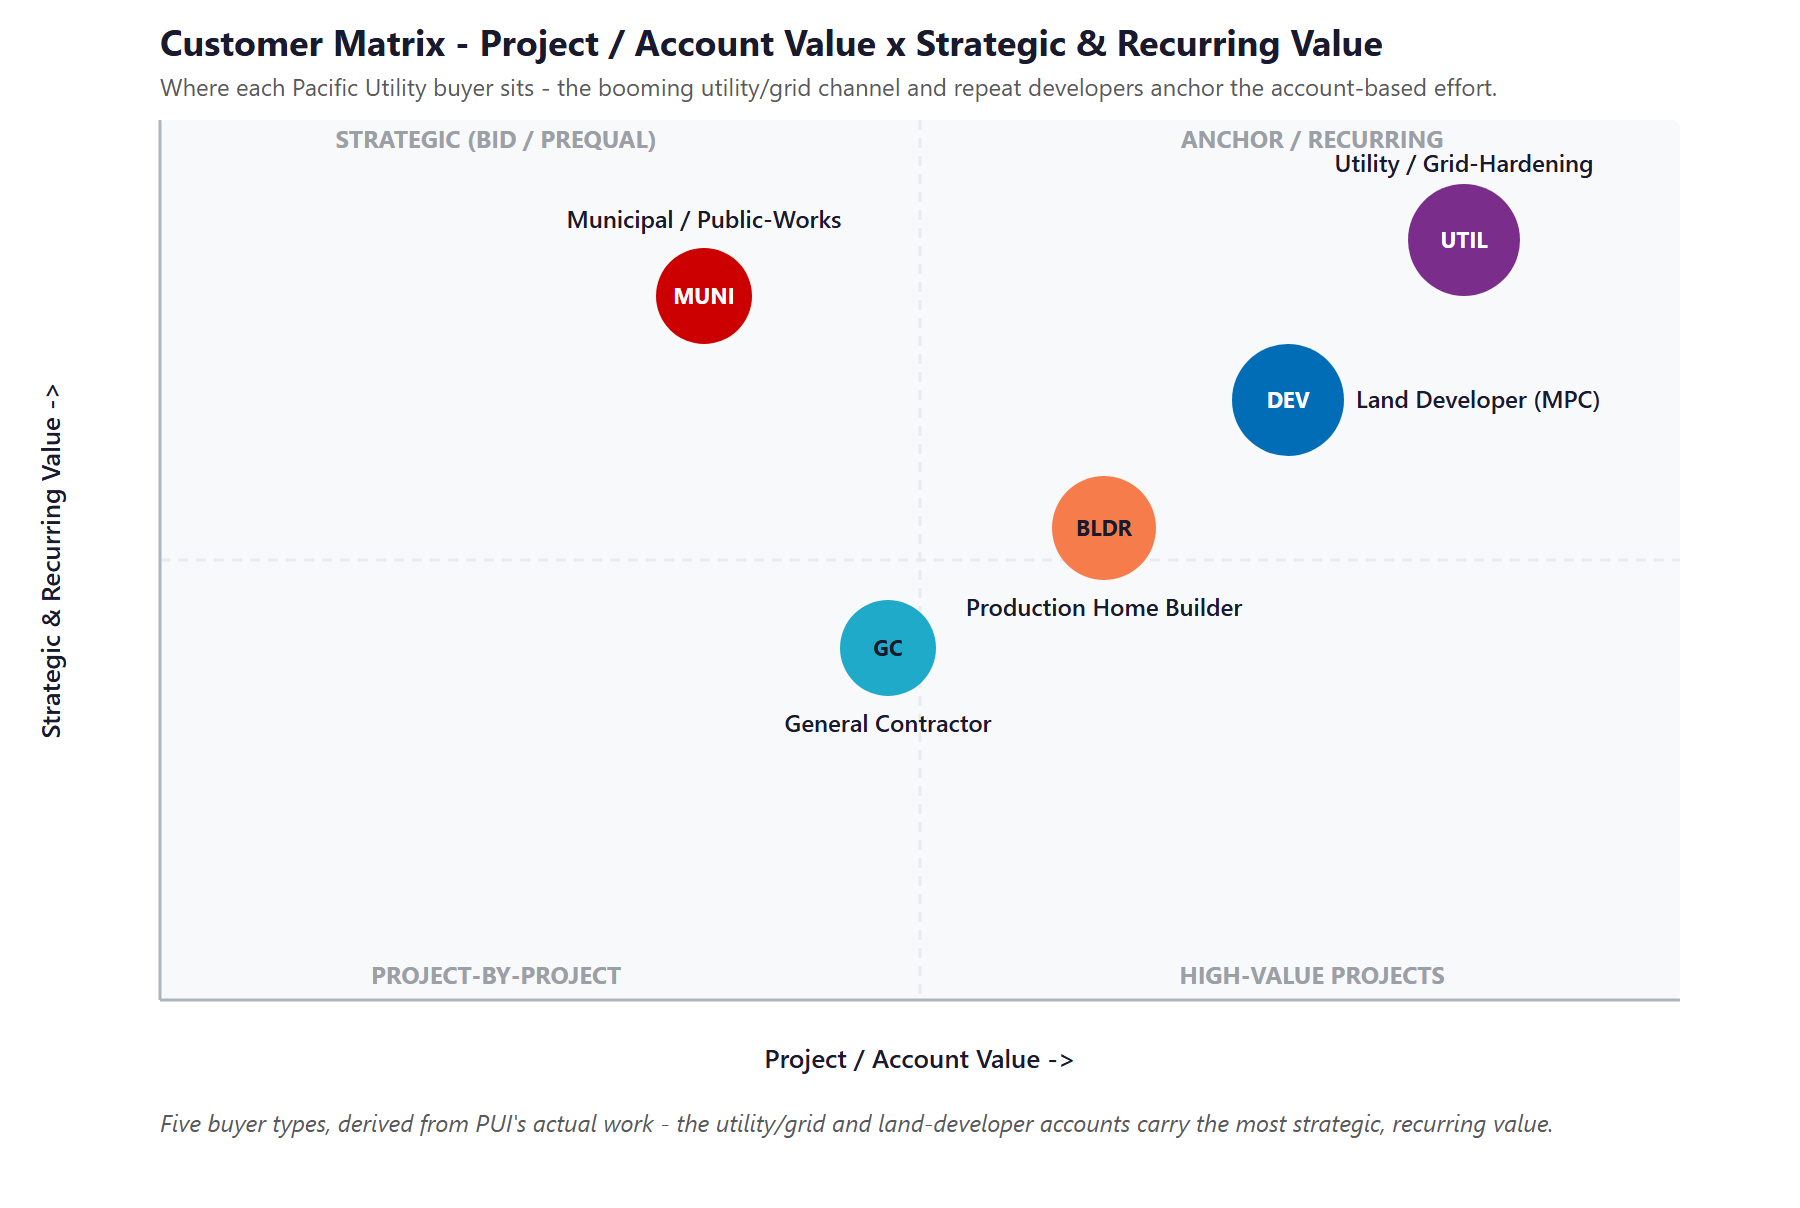 Customer Matrix - Project / Account Value x Strategic & Recurring Value
Where each Pacific Utility buyer sits - the booming utility/grid channel and repeat developers anchor the account-based effort.
STRATEGIC (BID / PREQUAL)
ANCHOR / RECURRING
Utility / Grid-Hardening
UTIL
Municipal / Public-Works
MUNI
DEV
Land Developer (MPC)
BLDR
Production Home Builder
GC
General Contractor
Strategic & Recurring Value ->
PROJECT-BY-PROJECT
HIGH-VALUE PROJECTS
Project / Account Value ->
Five buyer types, derived from PUI's actual work - the utility/grid and land-developer accounts carry the most strategic, recurring value.